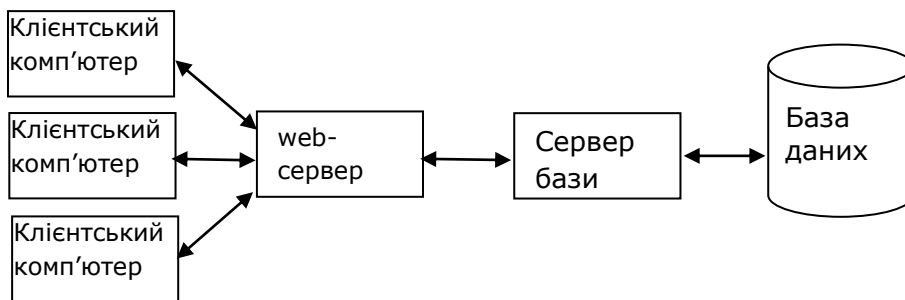 Клієнтський
комп’ютер
Клієнтський
комп’ютер
Клієнтський
комп’ютер
web-
сервер
Сервер
бази
База
даних